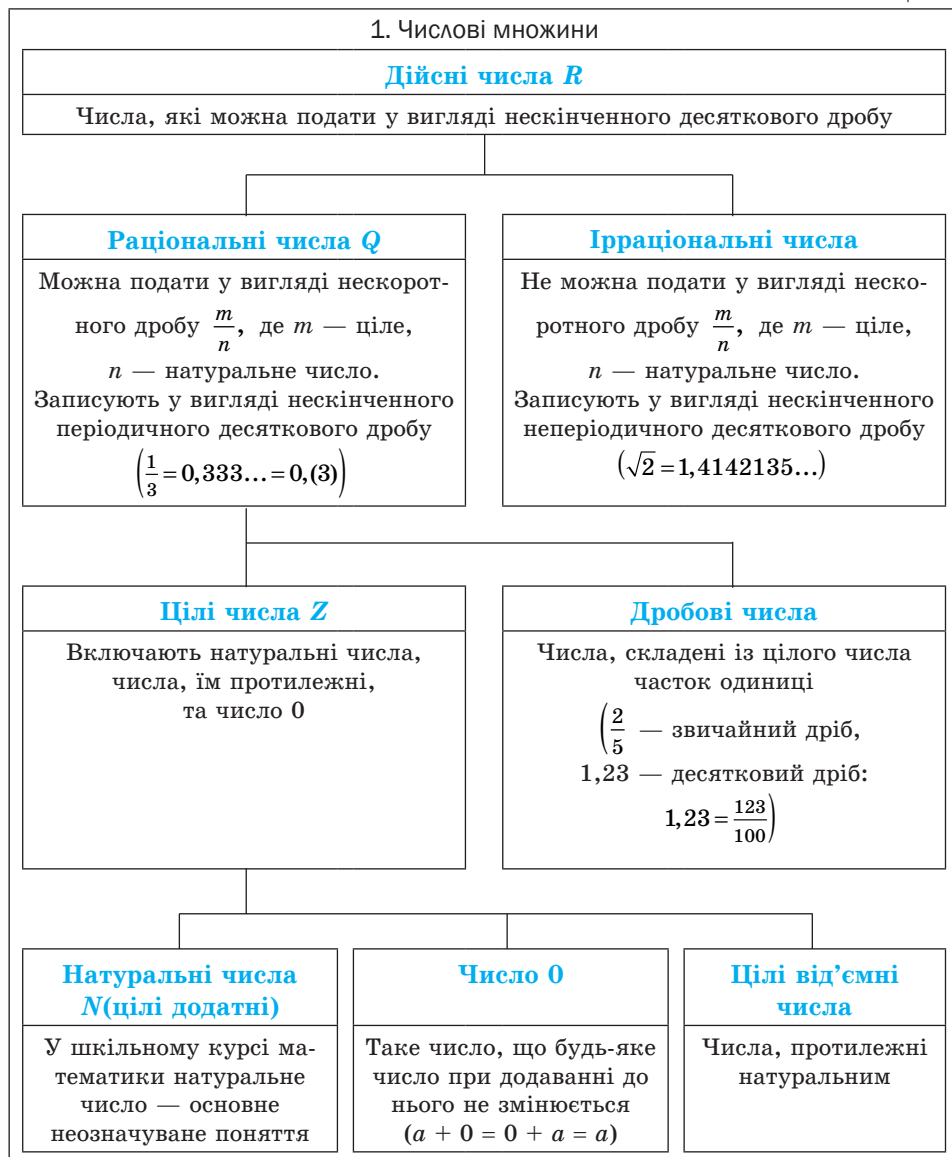 1. Числові множини
Дійсні числа R
Числа, які можна подати у вигляді нескінченного десяткового дробу
Раціональні числа Q
Можна подати у вигляді нескорот-
ного дробу m/n, де m — ціле,
n — натуральне число.
Записують у вигляді нескінченного
періодичного десяткового дробу
(1/3 = 0,333... = 0,(3))
Ірраціональні числа
Не можна подати у вигляді неско-
ротного дробу m/n, де m — ціле,
n — натуральне число.
Записують у вигляді нескінченного
неперіодичного десяткового дробу
(√2 = 1,4142135...)
Цілі числа Z
Включають натуральні числа,
числа, їм протилежні,
та число 0
Дробові числа
Числа, складені із цілого числа
часток одиниці
(2/5 — звичайний дріб,
1,23 — десятковий дріб:
1,23 = 123/100)
Натуральні числа
N(цілі додатні)
У шкільному курсі ма-
тематики натуральне
число — основне
неозначуване поняття
Число 0
Таке число, що будь-яке
число при додаванні до
нього не змінюється
(a + 0 = 0 + a = a)
Цілі від’ємні
числа
Числа, протилежні
натуральним